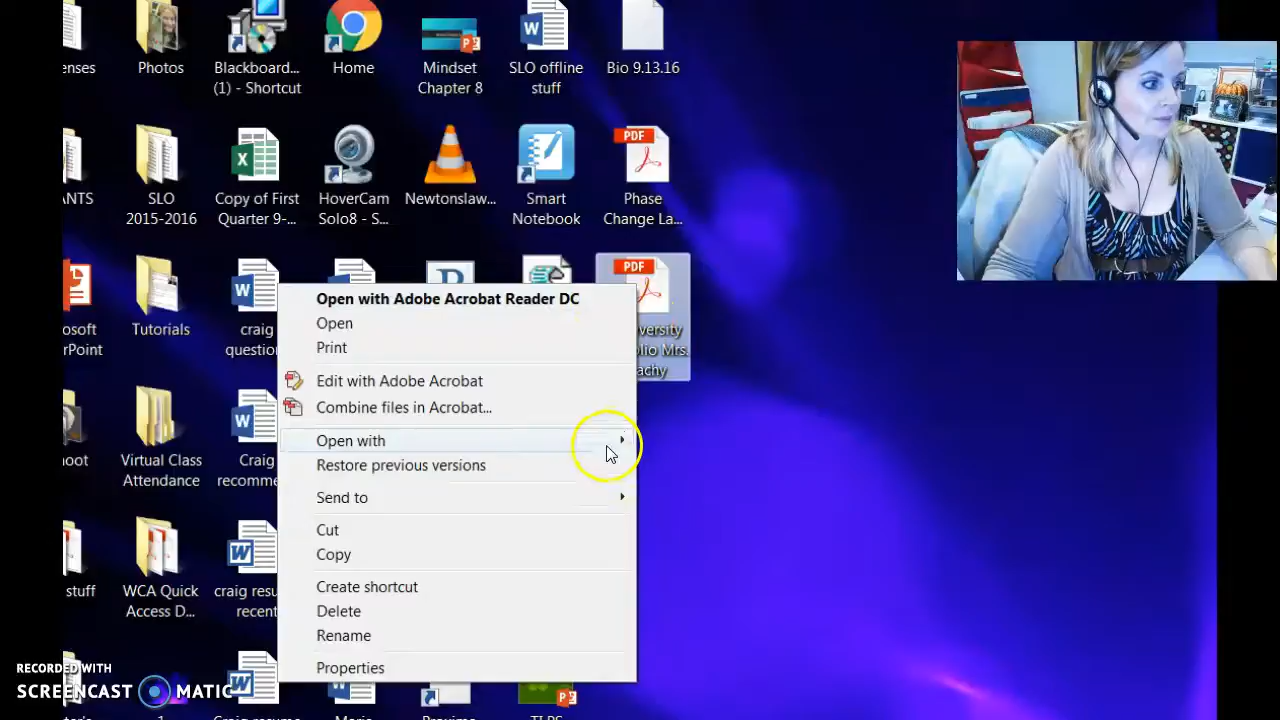 enses
Photos
Blackboard...
(1) - Shortcut
Home
Mindset
Chapter 8
SLO offline
stuff
Bio 9.13.16
ANTS
SLO
2015-2016
Copy of First
Quarter 9-...
HoverCam
Solo8 - S...
Newtonslaw...
Smart
Notebook
PDF
Phase
Change La...
osoft
rPoint
Tutorials
craig
question
PDF
versity
olio Mrs.
achy
Open with Adobe Acrobat Reader DC
Open
Print
Edit with Adobe Acrobat
Combine files in Acrobat...
Open with
Restore previous versions
Send to
Cut
Copy
Create shortcut
Delete
Rename
Properties
oot
Virtual Class
Attendance
Craig
recomme
stuff
WCA Quick
Access D...
craig resu
recent
RECORDED WITH
SCREENCAST MATIC